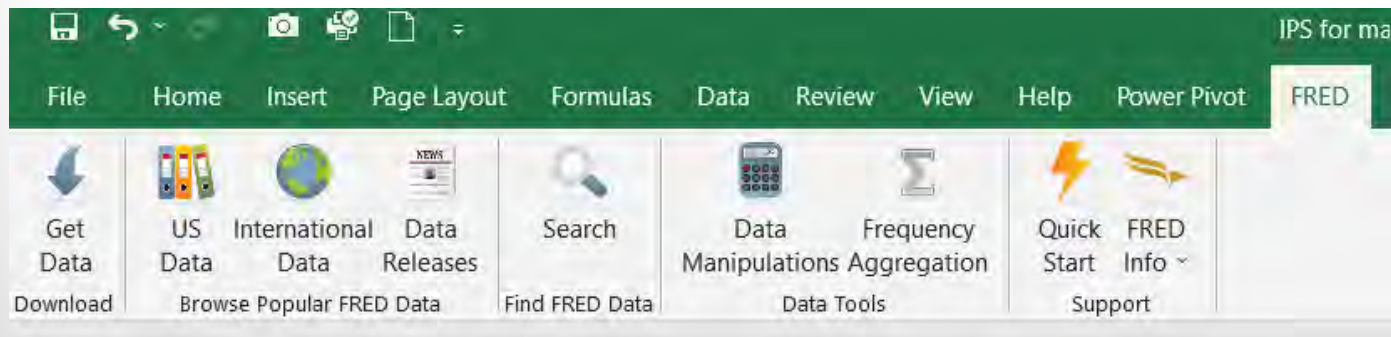 IPS for ma
File Home Insert Page Layout Formulas Data Review View Help Power Pivot FRED
NEWS
Get US International Data Search Data Frequency Quick FRED
Data Data Data Releases Manipulations Aggregation Start Info
Download Browse Popular FRED Data Find FRED Data Data Tools Support